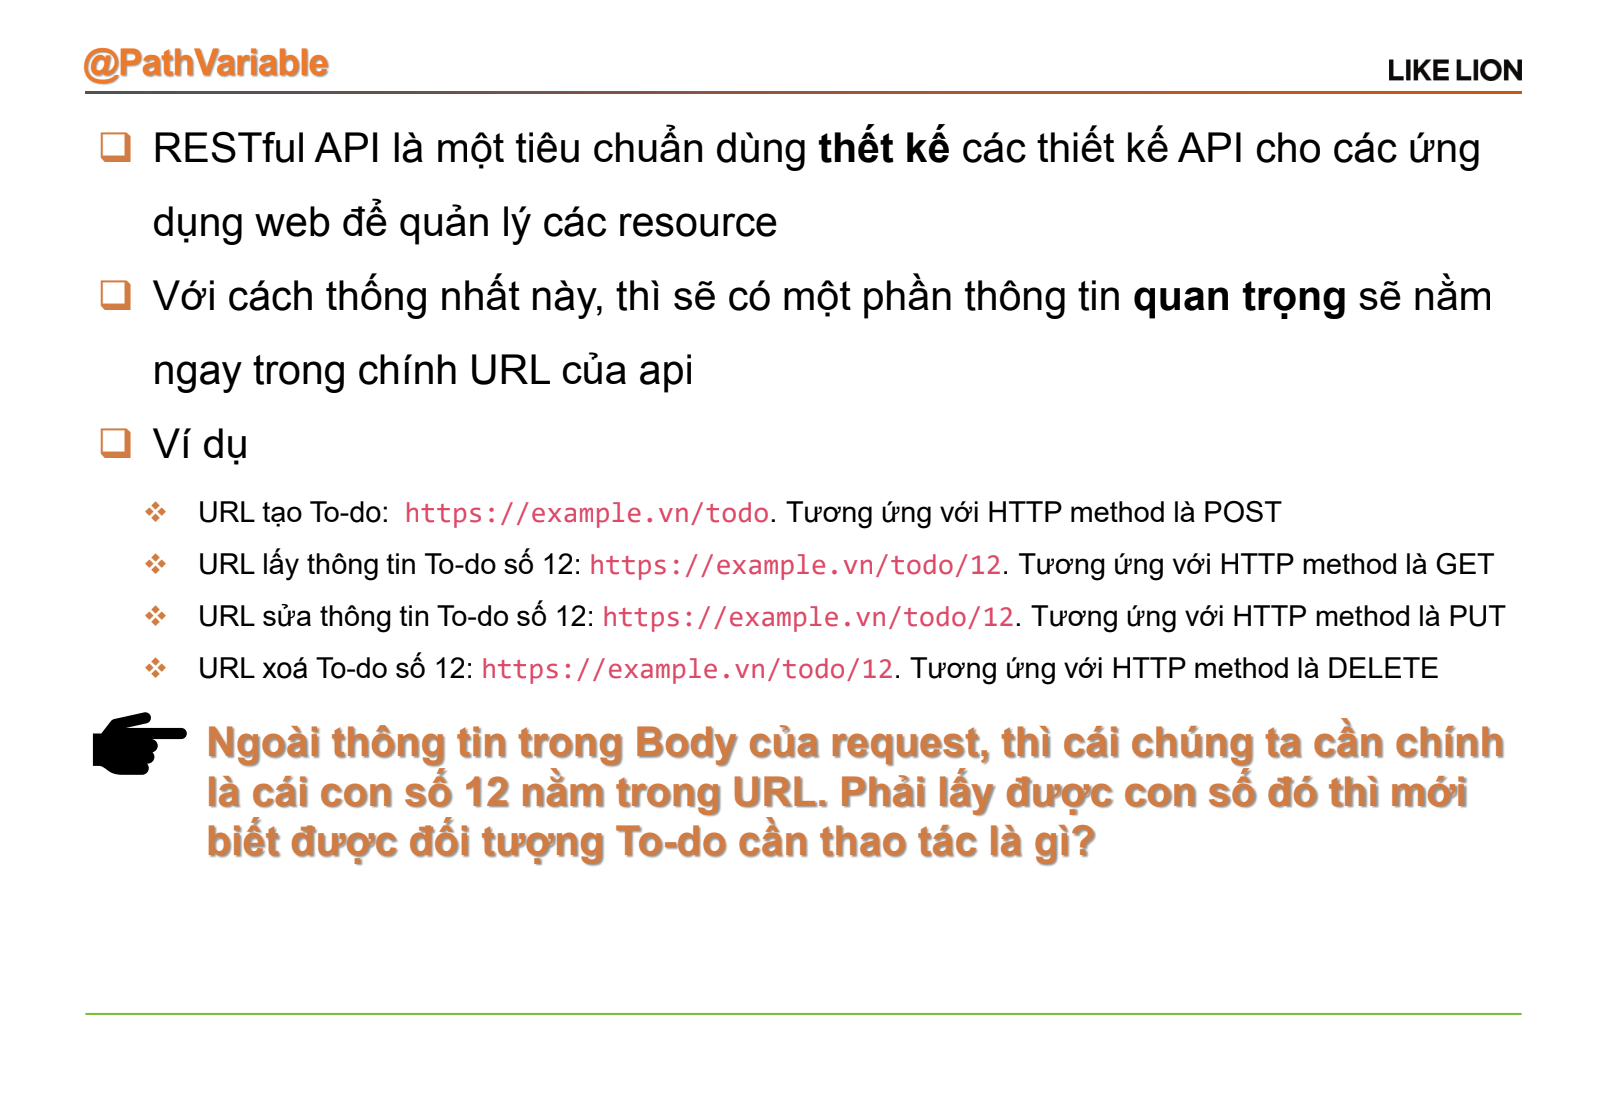 @PathVariable
LIKE LION
RESTful API là một tiêu chuẩn dùng thết kế các thiết kế API cho các ứng
dụng web để quản lý các resource
Với cách thống nhất này, thì sẽ có một phần thông tin quan trọng sẽ nằm
ngay trong chính URL của api
Ví dụ
URL tạo To-do: https://example.vn/todo. Tương ứng với HTTP method là POST
URL lấy thông tin To-do số 12: https://example.vn/todo/12. Tương ứng với HTTP method là GET
URL sửa thông tin To-do số 12: https://example.vn/todo/12. Tương ứng với HTTP method là PUT
URL xoá To-do số 12: https://example.vn/todo/12. Tương ứng với HTTP method là DELETE
Ngoài thông tin trong Body của request, thì cái chúng ta cần chính
là cái con số 12 nằm trong URL. Phải lấy được con số đó thì mới
biết được đối tượng To-do cần thao tác là gì?